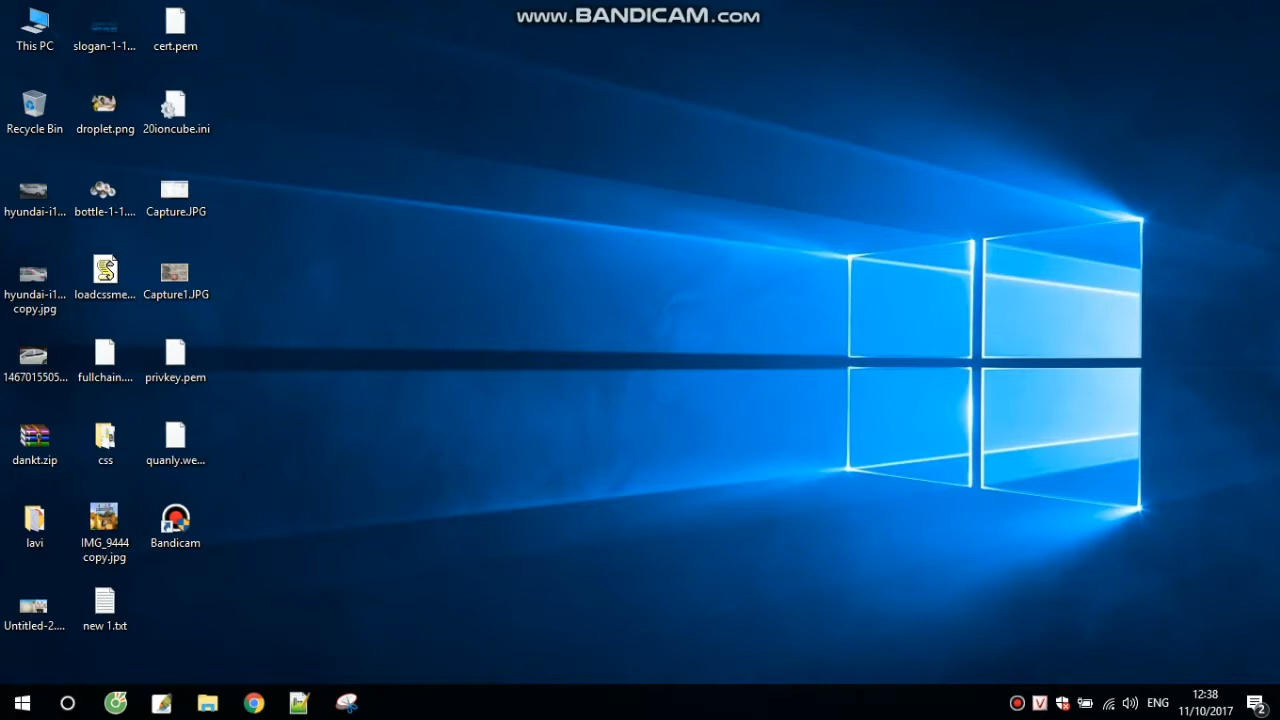 www.BANDICAM.com
This PC
slogan-1-1...
cert.pem
Recycle Bin
droplet.png
20ioncube.ini
hyundai-i1...
bottle-1-1....
Capture.JPG
hyundai-i1...
copy.jpg
loadcssme...
Capture1.JPG
1467015505...
fullchain....
privkey.pem
dankt.zip
css
quanly.we...
lavi
IMG_9444
copy.jpg
Bandicam
Untitled-2....
new 1.txt
V
ENG
12:38
11/10/2017
2